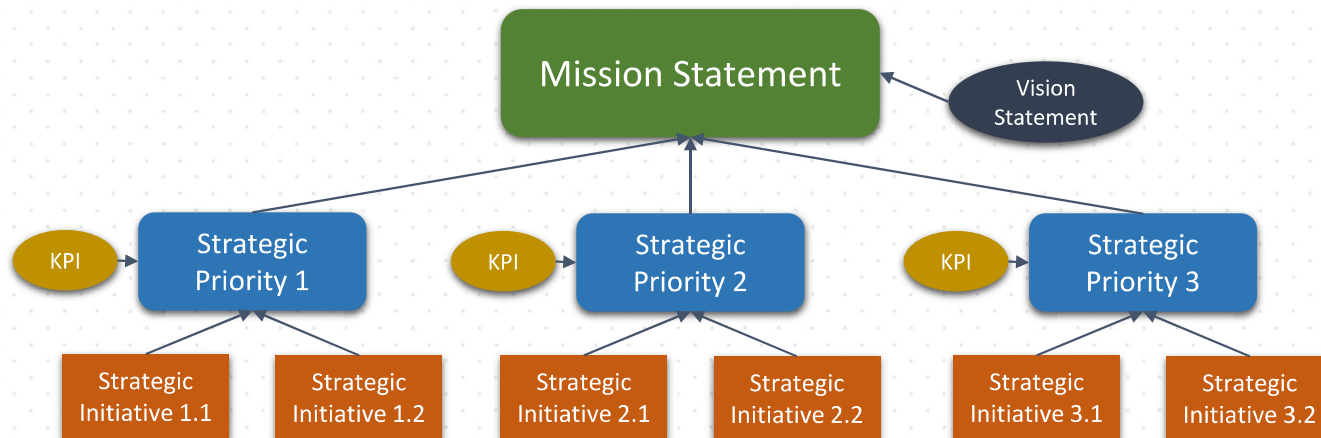 Mission Statement
Vision
Statement
KPI
Strategic
Priority 1
KPI
Strategic
Priority 2
KPI
Strategic
Priority 3
Strategic
Initiative 1.1
Strategic
Initiative 1.2
Strategic
Initiative 2.1
Strategic
Initiative 2.2
Strategic
Initiative 3.1
Strategic
Initiative 3.2